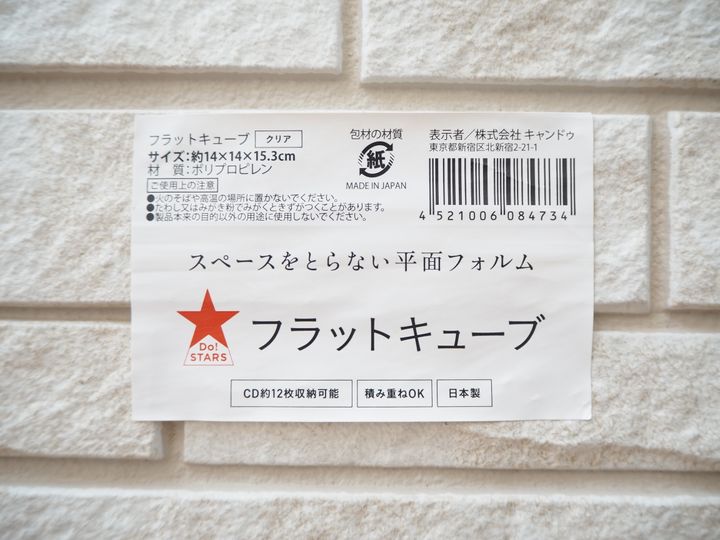 フラットキューブ クリア
サイズ:約14×14×15.3cm
材 質:ポリプロピレン
ご使用上の注意
●火のそばや高温の場所に置かないでください。
●たわし又はみがき粉でみがくときずがつくことがあります。
●製品本来の目的以外の用途に使用しないでください。
包材の材質
紙
MADE IN JAPAN
表示者/株式会社 キャンドゥ
東京都新宿区北新宿2-21-1
4 521006 084734
スペースをとらない平面フォルム
Do!
STARS
フラットキューブ
CD約12枚収納可能 積み重ねOK 日本製